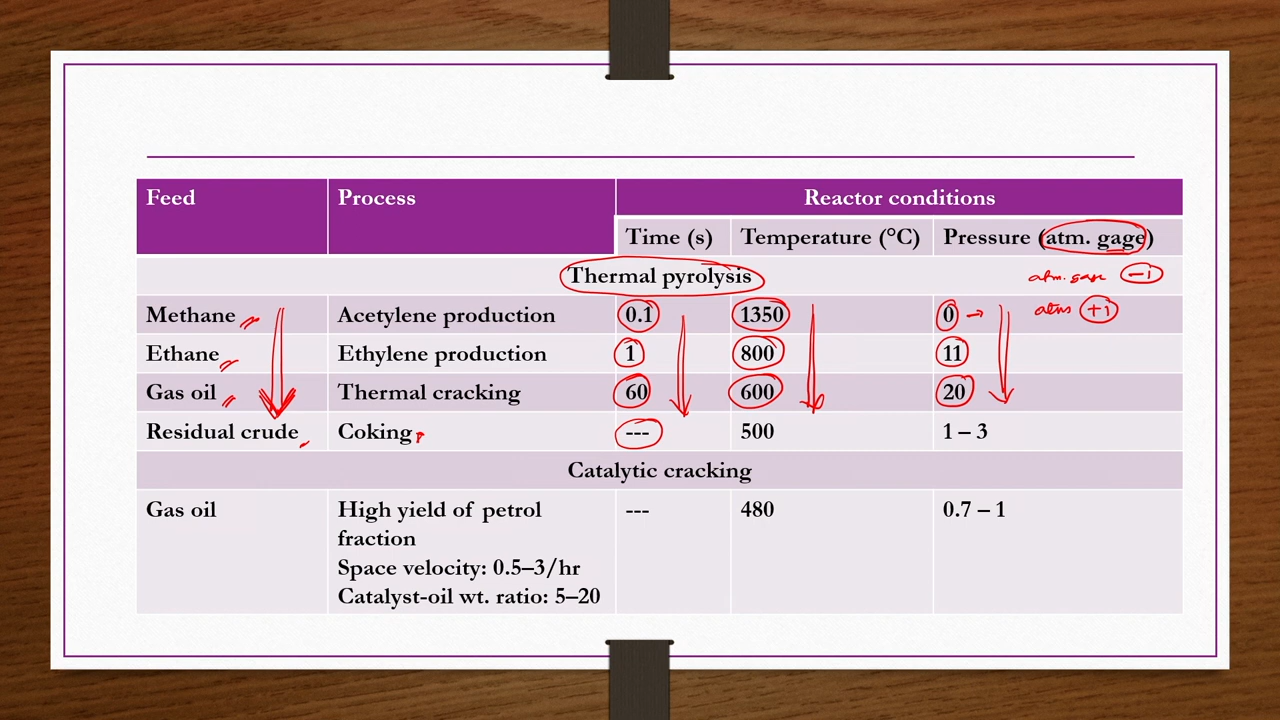 Feed Process Reactor conditions
Time (s) Temperature (°C) Pressure (atm. gage)
Thermal pyrolysis
atm. gage -1
Methane Acetylene production 0.1 1350 0
atm +1
Ethane Ethylene production 1 800 11
Gas oil Thermal cracking 60 600 20
Residual crude Coking --- 500 1 – 3
Catalytic cracking
Gas oil High yield of petrol --- 480 0.7 – 1
fraction
Space velocity: 0.5–3/hr
Catalyst-oil wt. ratio: 5–20